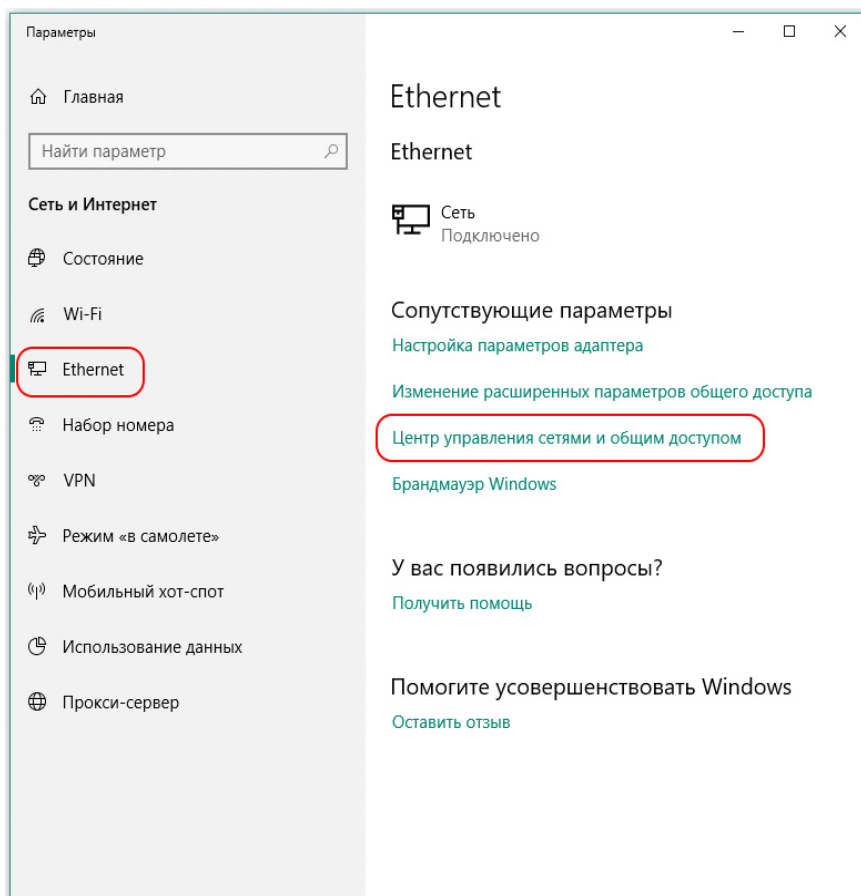 Параметры
Главная
Найти параметр
Сеть и Интернет
Состояние
Wi-Fi
Ethernet
Набор номера
VPN
Режим «в самолете»
Мобильный хот-спот
Использование данных
Прокси-сервер
Ethernet
Ethernet
Сеть
Подключено
Сопутствующие параметры
Настройка параметров адаптера
Изменение расширенных параметров общего доступа
Центр управления сетями и общим доступом
Брандмауэр Windows
У вас появились вопросы?
Получить помощь
Помогите усовершенствовать Windows
Оставить отзыв